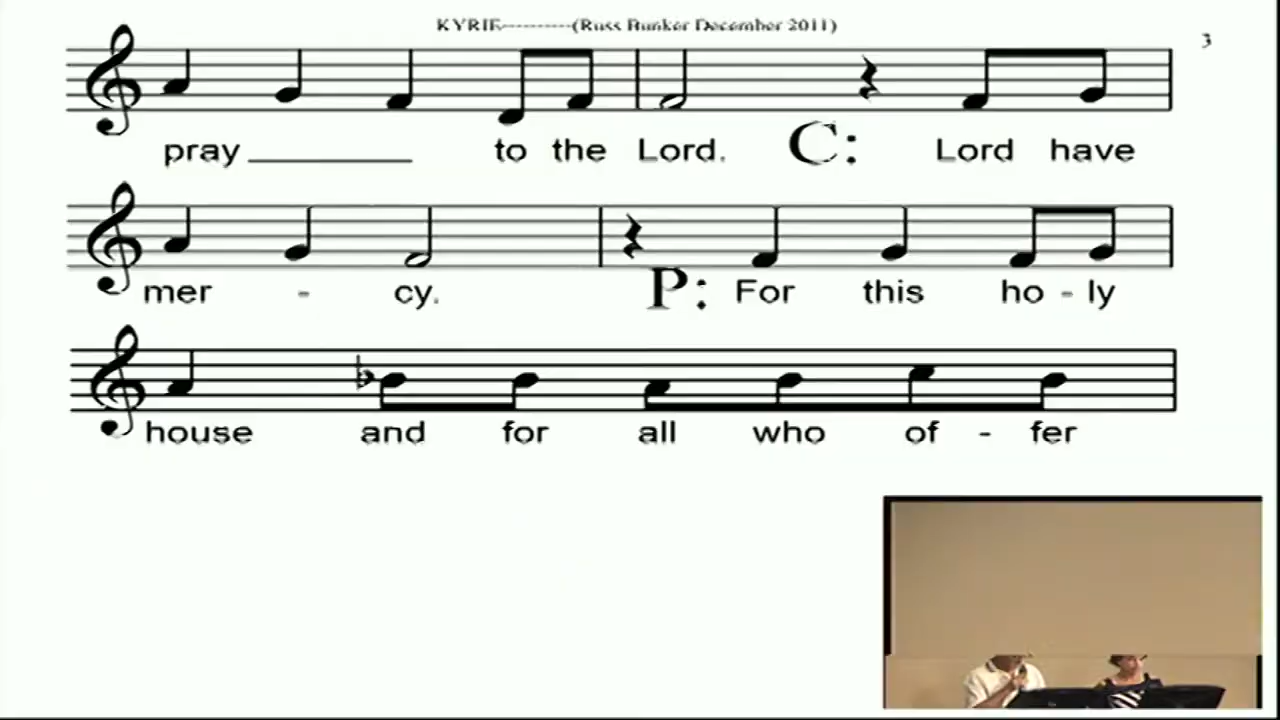 KYRIE----------(Russ Bunker December 2011)
3
pray __________ to the Lord. C: Lord have
mer - cy. P: For this ho - ly
house and for all who of - fer